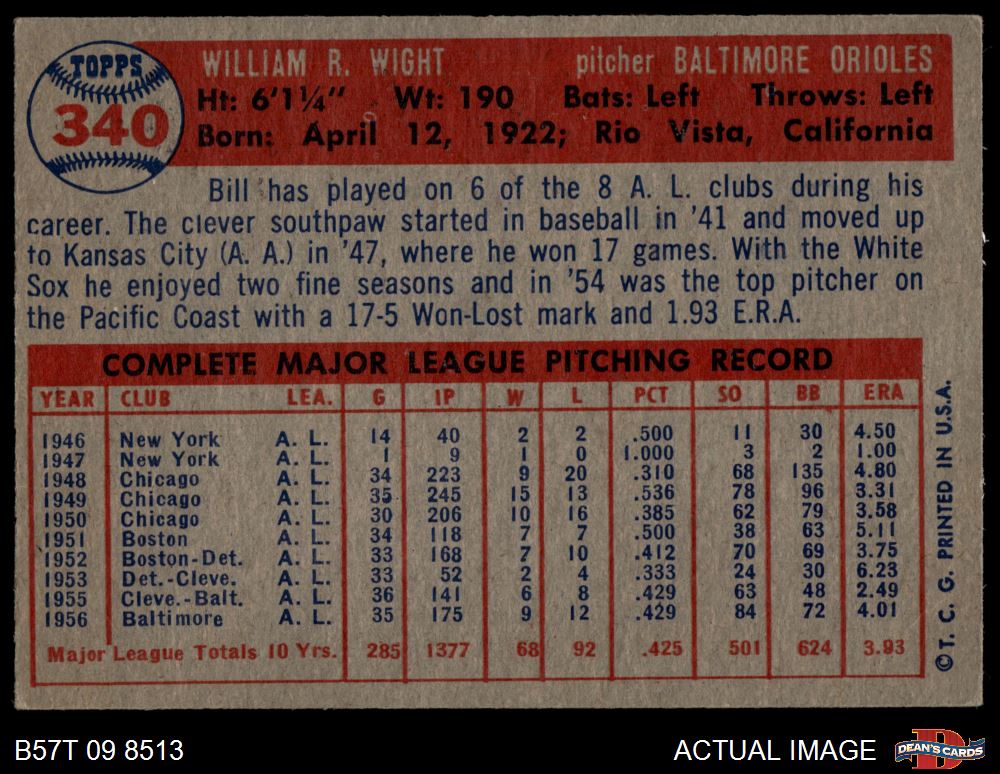 TOPPS
340
WILLIAM R. WIGHT pitcher BALTIMORE ORIOLES
Ht: 6'1¼" Wt: 190 Bats: Left Throws: Left
Born: April 12, 1922; Rio Vista, California
Bill has played on 6 of the 8 A. L. clubs during his
career. The clever southpaw started in baseball in '41 and moved up
to Kansas City (A. A.) in '47, where he won 17 games. With the White
Sox he enjoyed two fine seasons and in '54 was the top pitcher on
the Pacific Coast with a 17-5 Won-Lost mark and 1.93 E.R.A.
COMPLETE MAJOR LEAGUE PITCHING RECORD
YEAR CLUB LEA. G IP W L PCT SO BB ERA
1946 New York A. L. 14 40 2 2 .500 11 30 4.50
1947 New York A. L. 1 9 1 0 1.000 3 2 1.00
1948 Chicago A. L. 34 223 9 20 .310 68 135 4.80
1949 Chicago A. L. 35 245 15 13 .536 78 96 3.31
1950 Chicago A. L. 30 206 10 16 .385 62 79 3.58
1951 Boston A. L. 34 118 7 7 .500 38 63 5.11
1952 Boston-Det. A. L. 33 168 7 10 .412 70 69 3.75
1953 Det.-Cleve. A. L. 33 52 2 4 .333 24 30 6.23
1955 Cleve.-Balt. A. L. 36 141 6 8 .429 63 48 2.49
1956 Baltimore A. L. 35 175 9 12 .429 84 72 4.01
Major League Totals 10 Yrs. 285 1377 68 92 .425 501 624 3.93
©T. C. G. PRINTED IN U.S.A.
B57T 09 8513 ACTUAL IMAGE DEAN'S CARDS